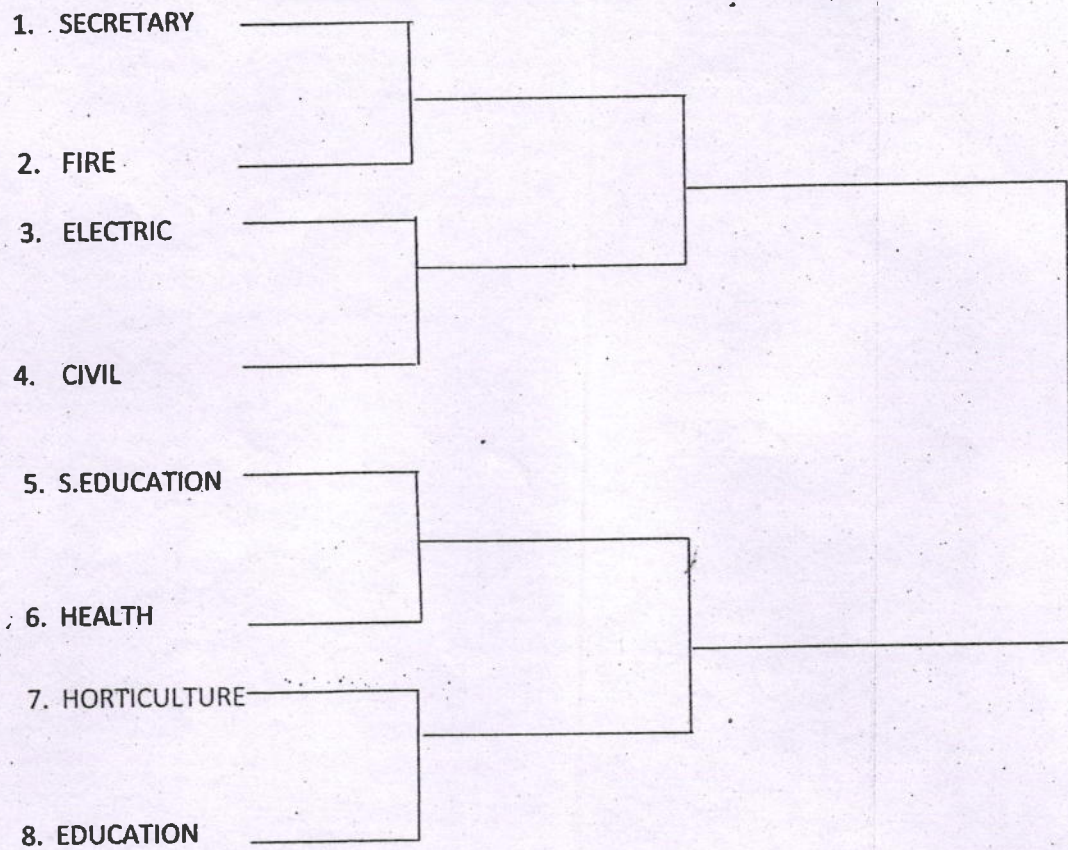 1. SECRETARY
2. FIRE
3. ELECTRIC
4. CIVIL
5. S.EDUCATION
6. HEALTH
7. HORTICULTURE
8. EDUCATION